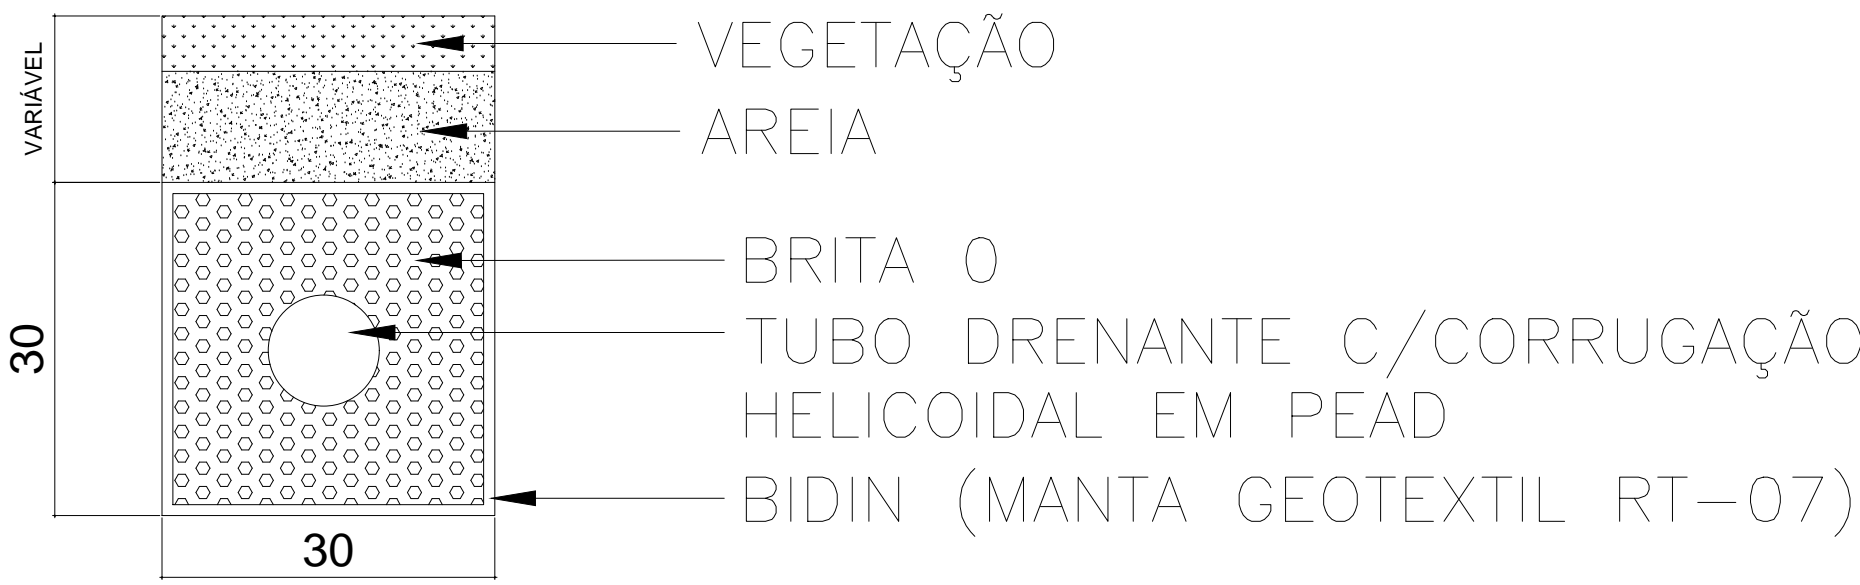 VARIÁVEL
VEGETAÇÃO
AREIA
BRITA 0
30
TUBO DRENANTE C/CORRUGAÇÃO
HELICOIDAL EM PEAD
BIDIN (MANTA GEOTEXTIL RT-07)
30